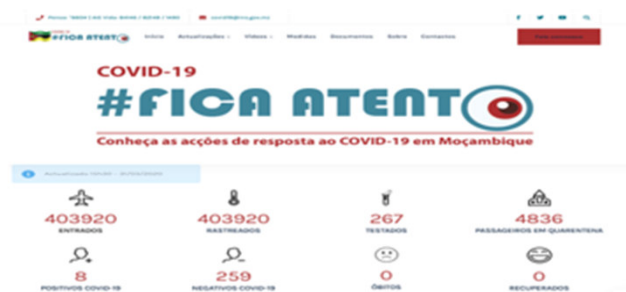 COVID-19
#FICA ATENTO
Início Actualizações Vídeos Medidas Documentos Sobre Contactos
COVID-19
#FICA ATENTO
Conheça as acções de resposta ao COVID-19 em Moçambique
403920
ENTRADOS
403920
RASTREADOS
267
TESTADOS
4836
PASSAGEIROS EM QUARENTENA
8
POSITIVOS COVID-19
259
NEGATIVOS COVID-19
0
ÓBITOS
0
RECUPERADOS